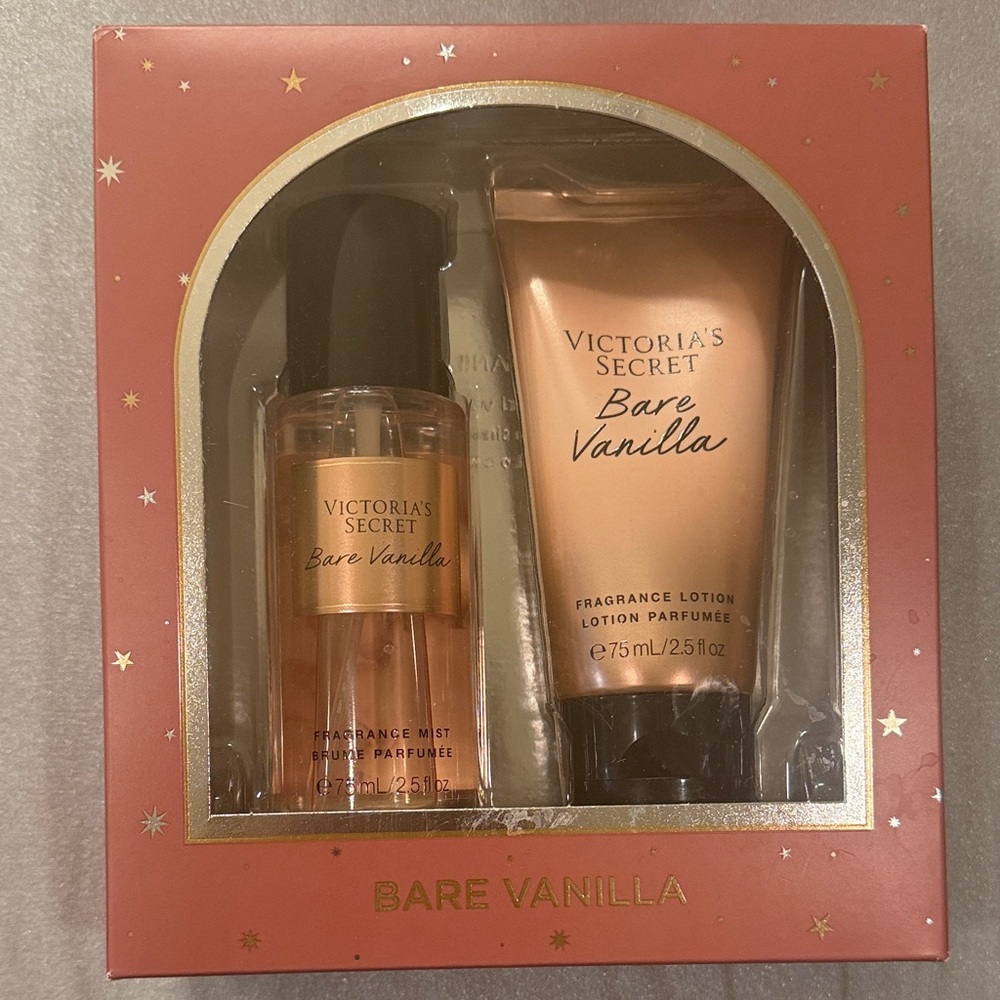 VICTORIA'S
SECRET
Bare Vanilla
FRAGRANCE MIST
BRUME PARFUMÉE
℮75 mL/2.5 fl oz
VICTORIA'S
SECRET
Bare
Vanilla
FRAGRANCE LOTION
LOTION PARFUMÉE
℮75 mL/2.5 fl oz
BARE VANILLA